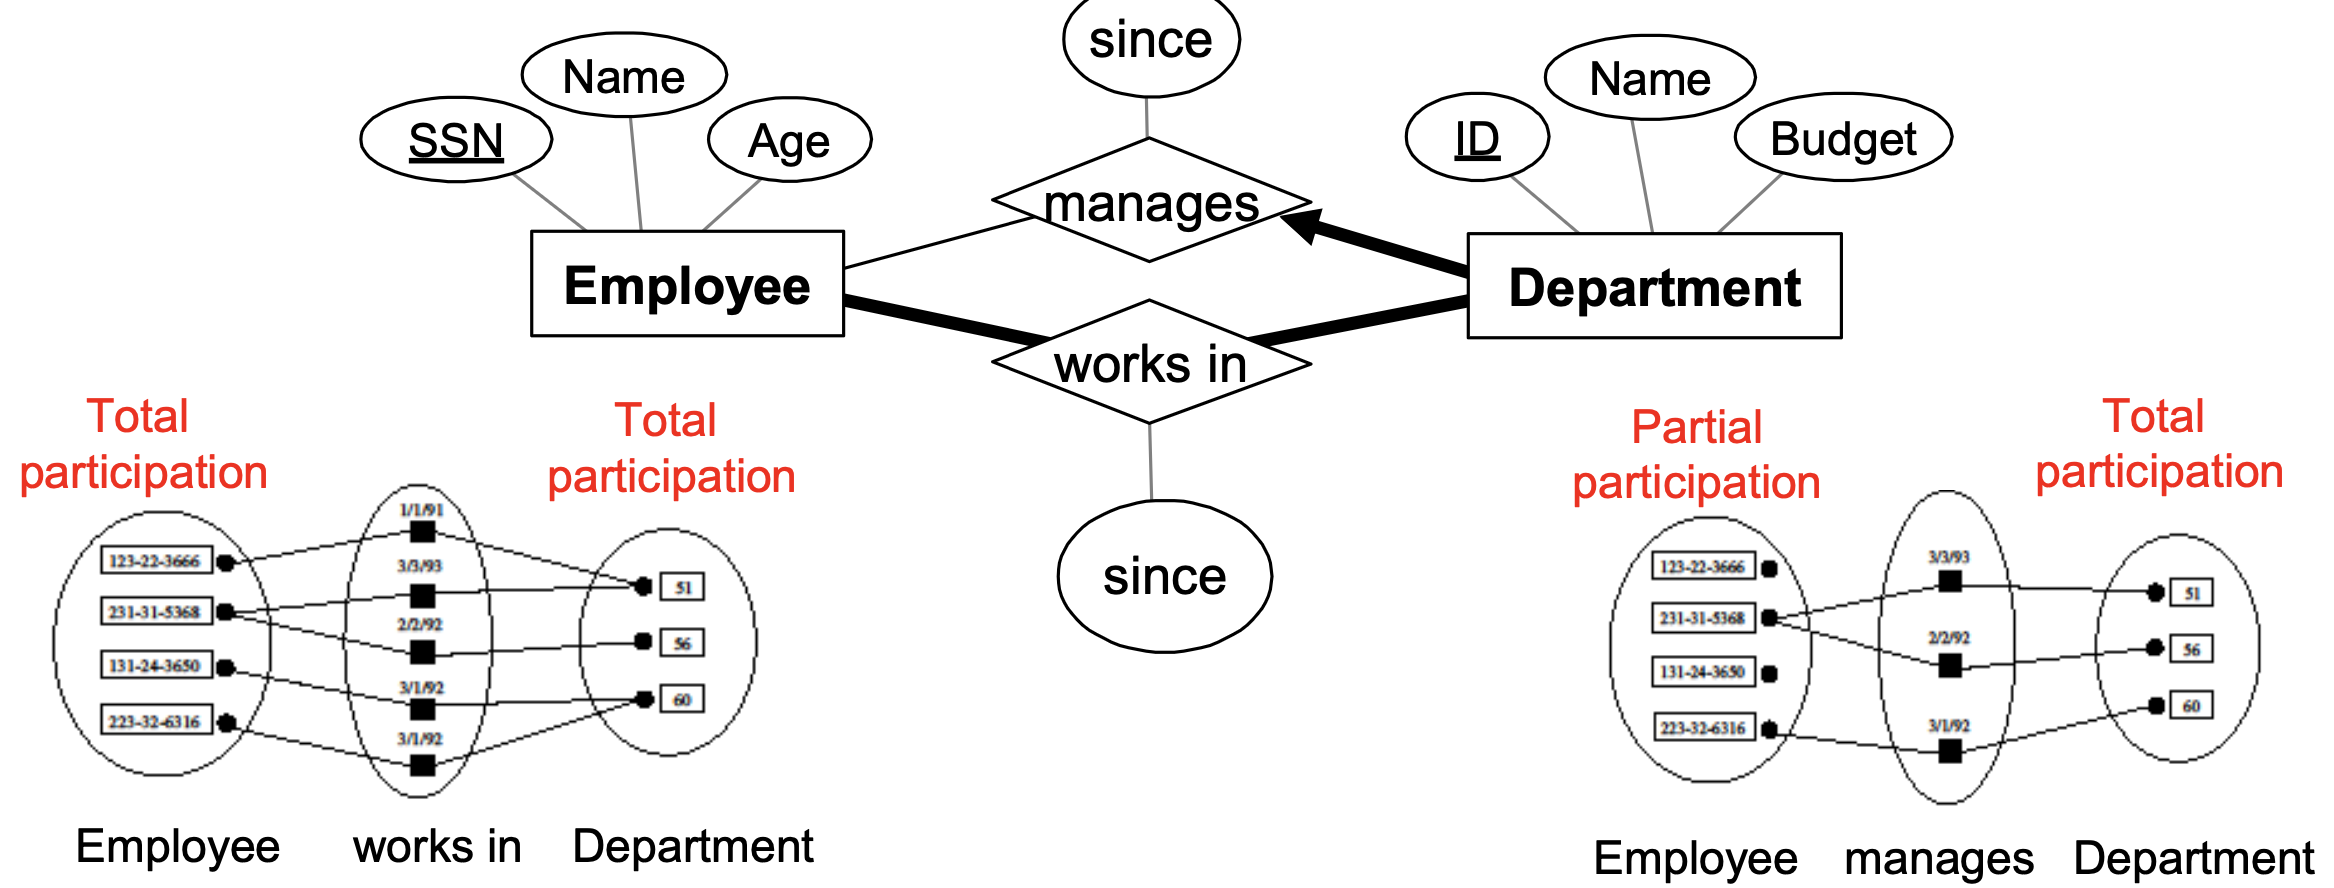 since
Name
SSN
Age
manages
Name
ID
Budget
Employee
Department
works in
since
Total
participation
Total
participation
1/1/91
3/3/93
2/2/92
3/1/92
3/1/92
123-22-3666
231-31-5368
131-24-3650
223-32-6316
51
56
60
Employee
works in
Department
Partial
participation
Total
participation
3/3/93
2/2/92
3/1/92
123-22-3666
231-31-5368
131-24-3650
223-32-6316
51
56
60
Employee
manages
Department